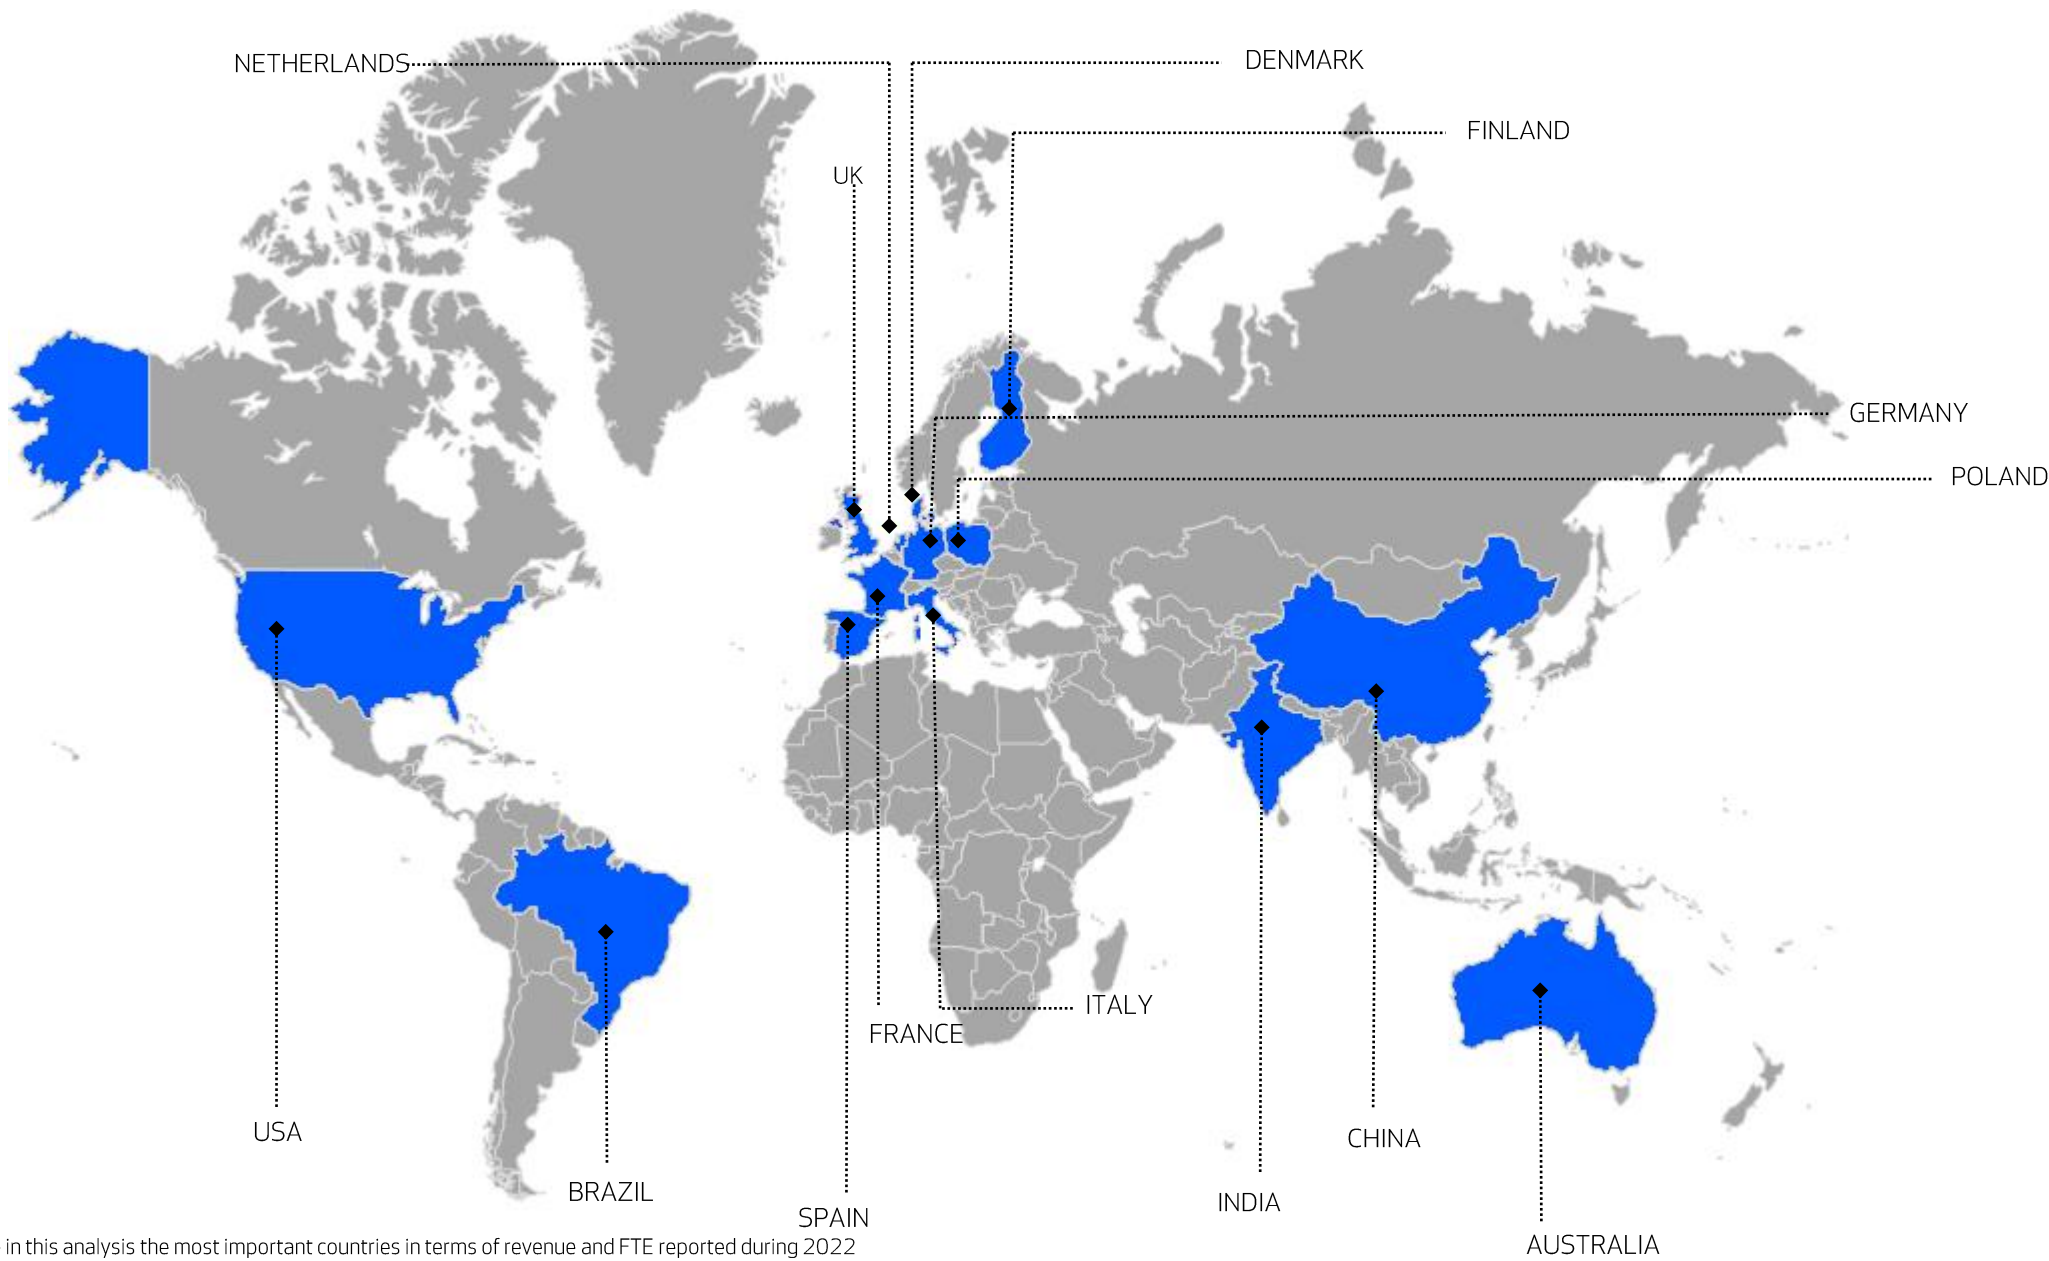 NETHERLANDS
DENMARK
FINLAND
UK
GERMANY
POLAND
ITALY
FRANCE
USA
CHINA
BRAZIL
INDIA
SPAIN
AUSTRALIA
in this analysis the most important countries in terms of revenue and FTE reported during 2022